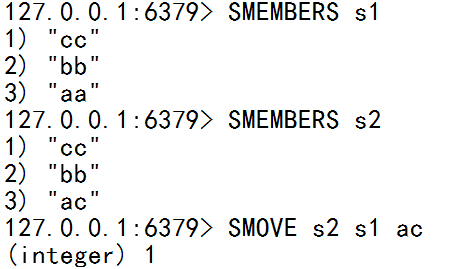 127.0.0.1:6379> SMEMBERS s1
1) "cc"
2) "bb"
3) "aa"
127.0.0.1:6379> SMEMBERS s2
1) "cc"
2) "bb"
3) "ac"
127.0.0.1:6379> SMOVE s2 s1 ac
(integer) 1